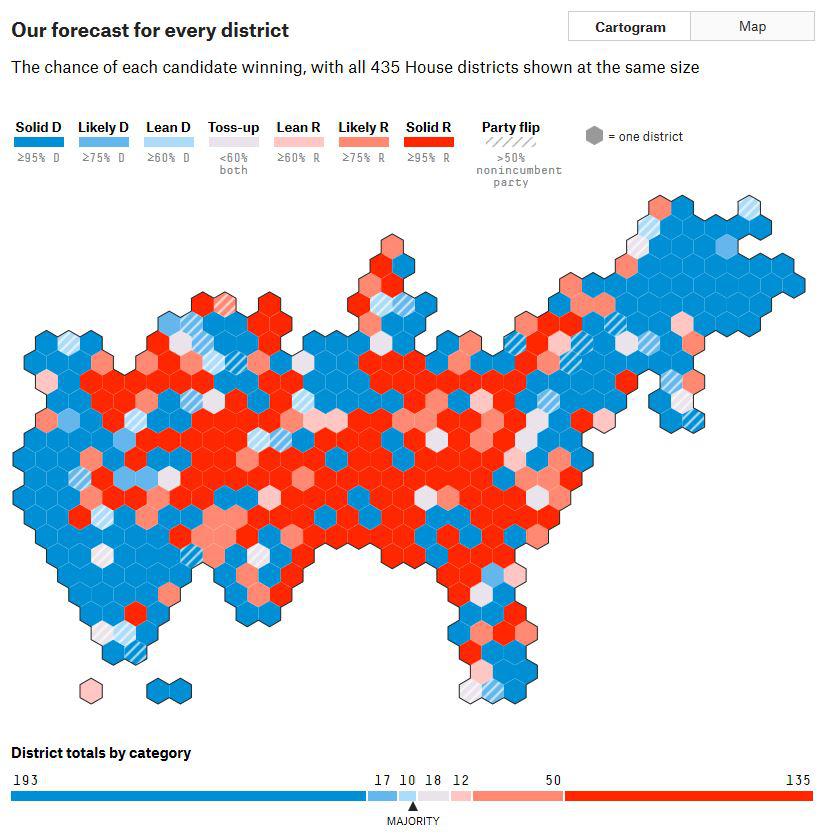 Our forecast for every district
Cartogram Map
The chance of each candidate winning, with all 435 House districts shown at the same size
Solid D Likely D Lean D Toss-up Lean R Likely R Solid R Party flip
≥95% D ≥75% D ≥60% D <60% ≥60% R ≥75% R ≥95% R >50%
both nonincumbent
party
= one district
District totals by category
193 17 10 18 12 50 135
MAJORITY